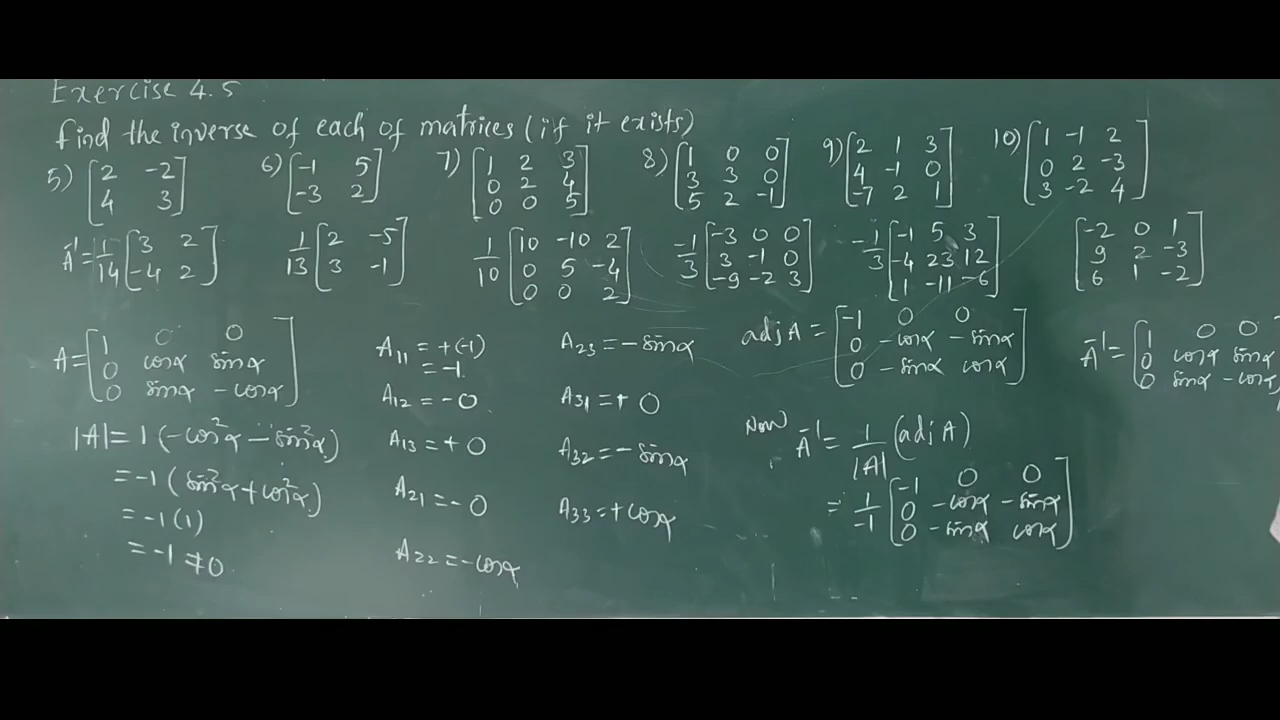 Exercise 4.5
find the inverse of each of matrices (if it exists)
5) [2 -2
4 3]
6) [-1 5
-3 2]
7) [1 2 3
0 2 4
0 0 5]
8) [1 0 0
3 3 0
5 2 -1]
9) [2 1 3
4 -1 0
-7 2 1]
10) [1 -1 2
0 2 -3
3 -2 4]
A⁻¹ = 1/14 [3 2
-4 2]
1/13 [2 -5
3 -1]
1/10 [10 -10 2
0 5 -4
0 0 2]
-1/3 [-3 0 0
3 -1 0
-9 -2 3]
-1/3 [-1 5 3
-4 23 12
1 -11 -6]
[-2 0 1
9 2 -3
6 1 -2]
A = [1 0 0
0 cosα sinα
0 sinα -cosα]
|A| = 1 (-cos²α - sin²α)
= -1 (sin²α + cos²α)
= -1(1)
= -1 ≠ 0
A₁₁ = +(-1)
= -1
A₁₂ = -0
A₁₃ = +0
A₂₁ = -0
A₂₂ = -cosα
A₂₃ = -sinα
A₃₁ = + 0
A₃₂ = -sinα
A₃₃ = +cosα
adj A = [-1 0 0
0 -cosα -sinα
0 -sinα cosα]
Now A⁻¹ = 1/|A| (adj A)
= 1/-1 [-1 0 0
0 -cosα -sinα
0 -sinα cosα]
A⁻¹ = [1 0 0
0 cosα sinα
0 sinα -cosα